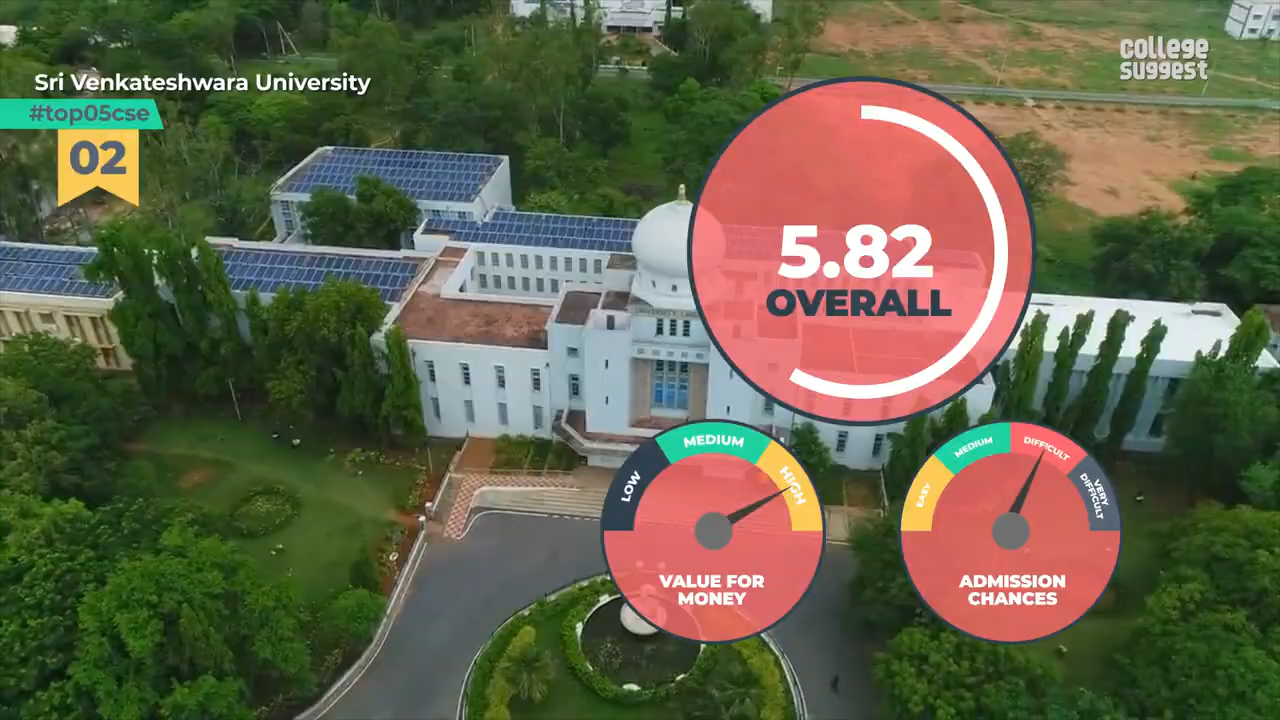 Sri Venkateshwara University
#top05cse
02
college
suggest
5.82
OVERALL
LOW
MEDIUM
HIGH
VALUE FOR
MONEY
EASY
MEDIUM
DIFFICULT
VERY
DIFFICULT
ADMISSION
CHANCES